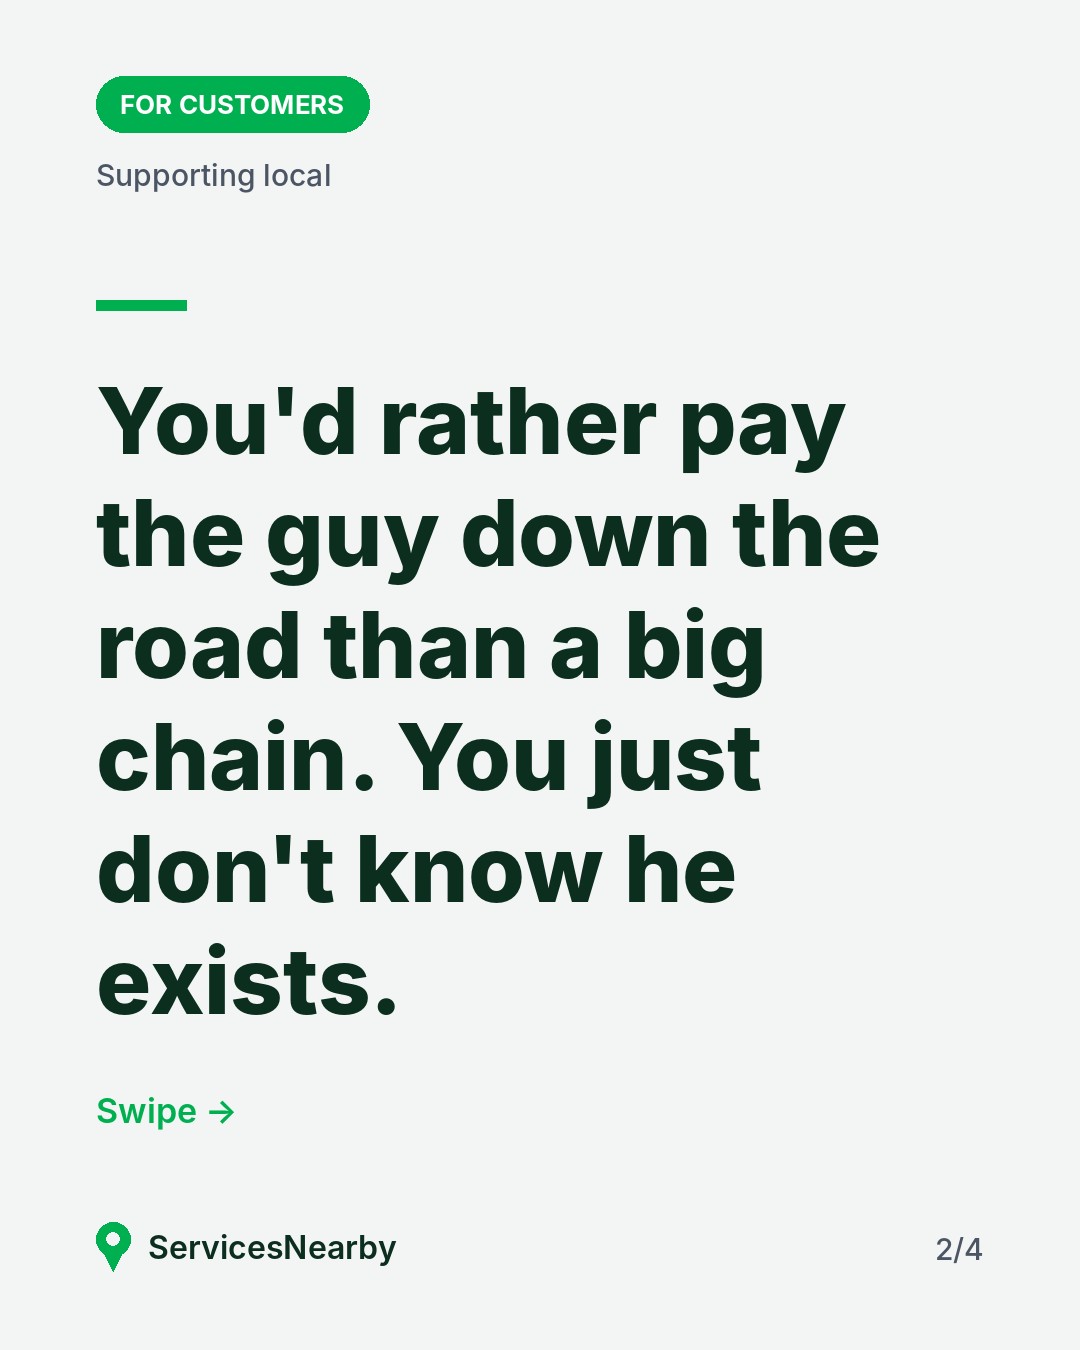 FOR CUSTOMERS
Supporting local
You'd rather pay
the guy down the
road than a big
chain. You just
don't know he
exists.
Swipe →
ServicesNearby
2/4